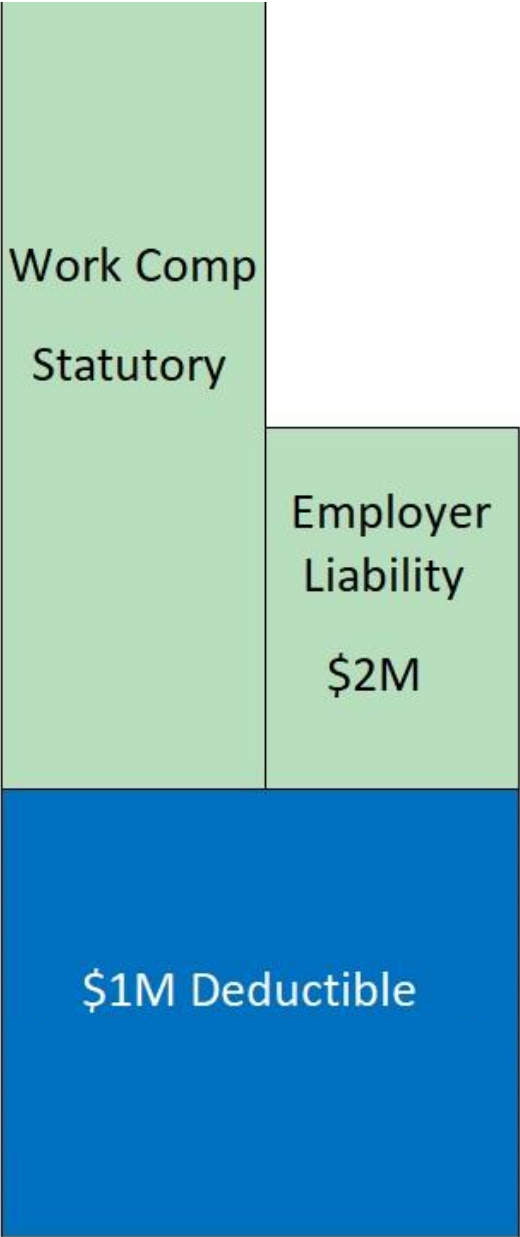 Work Comp
Statutory
Employer
Liability
$2M
$1M Deductible